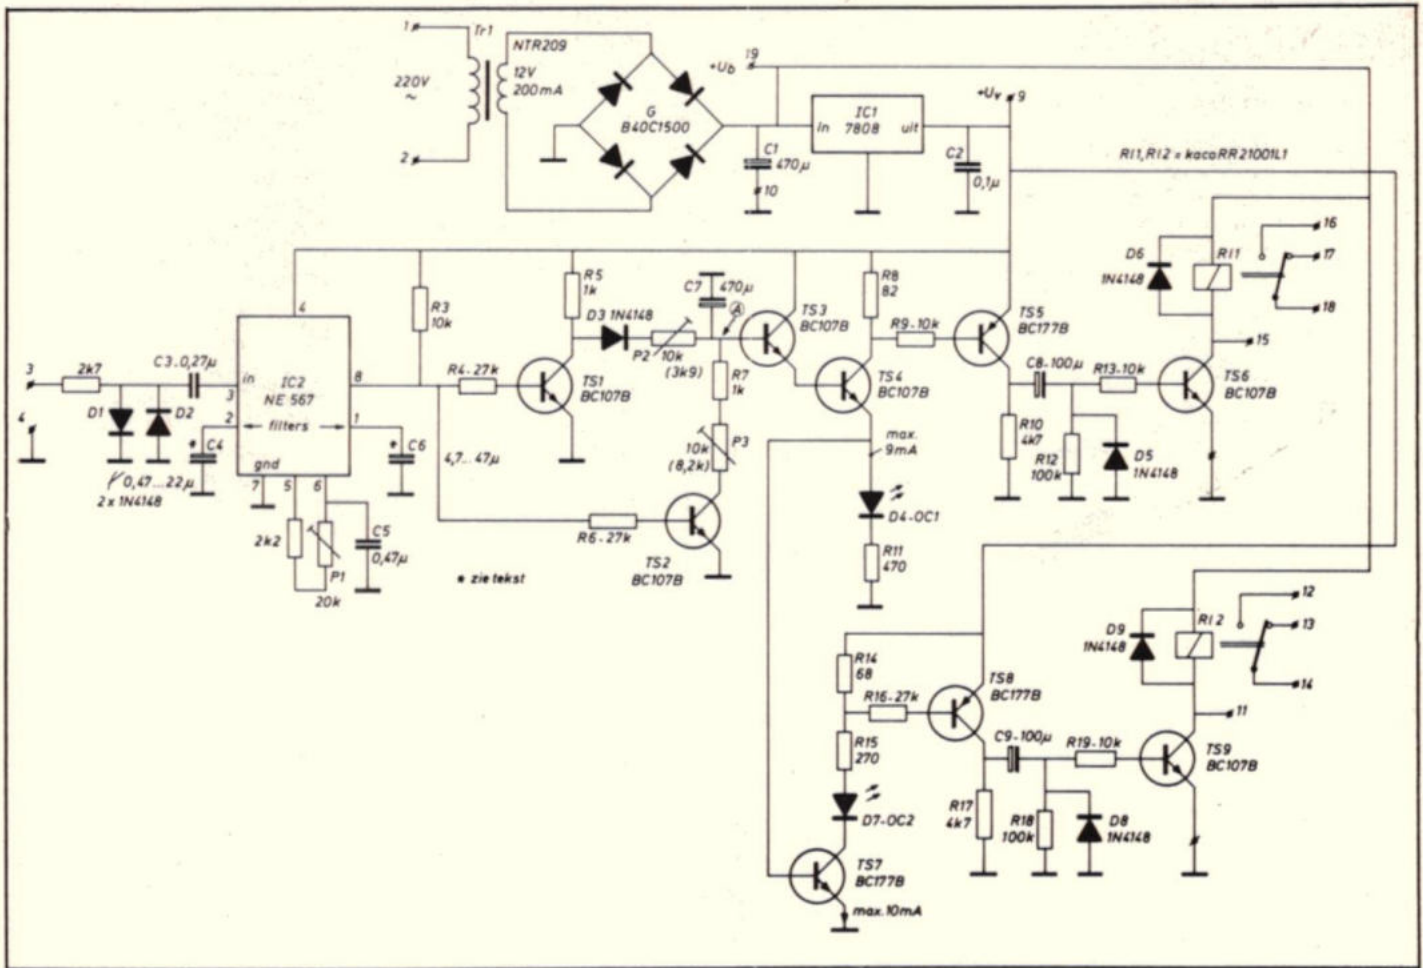 1
Tr1
NTR209
220V
~
12V
200mA
2
G
B40C1500
+Ub
19
C1
470µ
10
in
IC1
7808
uit
C2
0,1µ
+Uv
9
Rl1,Rl2 = kacoRR21001L1
D6
1N4148
Rl1
16
17
18
15
3
2k7
4
D1
D2
0,47...22µ
2 x 1N4148
C3-0,27µ
* C4
in
3
2
4
IC2
NE 567
← filters →
gnd
7
5
6
8
1
* C6
4,7...47µ
2k2
P1
20k
C5
0,47µ
R3
10k
R4-27k
R5
1k
TS1
BC107B
D3 1N4148
P2
10k
(3k9)
C7
470µ
A
R7
1k
10k
(8,2k)
P3
R6-27k
TS2
BC107B
* zie tekst
TS3
BC107B
R8
82
R9-10k
TS4
BC107B
max.
9mA
D4-OC1
R11
470
TS5
BC177B
C8-100µ
R10
4k7
R12
100k
R13-10k
D5
1N4148
TS6
BC107B
R14
68
R16-27k
R15
270
D7-OC2
TS7
BC177B
max.10mA
TS8
BC177B
C9-100µ
R17
4k7
R18
100k
R19-10k
D8
1N4148
TS9
BC107B
D9
1N4148
Rl2
12
13
14
11